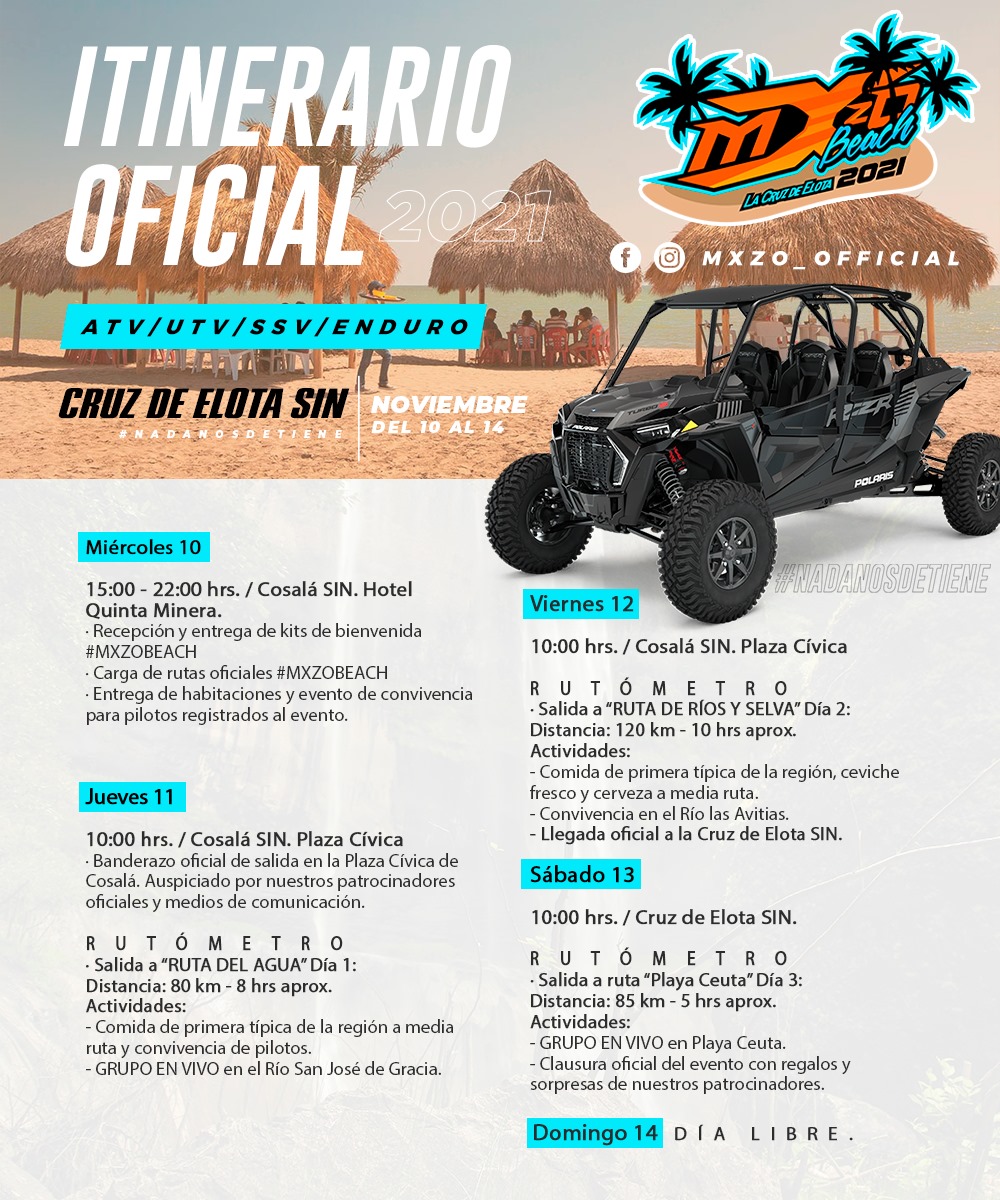 ITINERARIO
OFICIAL 2021
MXZO
Beach
LA CRUZ DE ELOTA 2021
MXZO_OFFICIAL
ATV/UTV/SSV/ENDURO
CRUZ DE ELOTA SIN
#NADANOSDETIENE
NOVIEMBRE
DEL 10 AL 14
TURBO
POLARIS
RZR
POLARIS
#NADANOSDETIENE
Miércoles 10
15:00 - 22:00 hrs. / Cosalá SIN. Hotel
Quinta Minera.
· Recepción y entrega de kits de bienvenida
#MXZOBEACH
· Carga de rutas oficiales #MXZOBEACH
· Entrega de habitaciones y evento de convivencia
para pilotos registrados al evento.
Jueves 11
10:00 hrs. / Cosalá SIN. Plaza Cívica
· Banderazo oficial de salida en la Plaza Cívica de
Cosalá. Auspiciado por nuestros patrocinadores
oficiales y medios de comunicación.
RUTÓMETRO
· Salida a “RUTA DEL AGUA” Día 1:
Distancia: 80 km - 8 hrs aprox.
Actividades:
- Comida de primera típica de la región a media
ruta y convivencia de pilotos.
- GRUPO EN VIVO en el Río San José de Gracia.
Viernes 12
10:00 hrs. / Cosalá SIN. Plaza Cívica
RUTÓMETRO
· Salida a “RUTA DE RÍOS Y SELVA” Día 2:
Distancia: 120 km - 10 hrs aprox.
Actividades:
- Comida de primera típica de la región, ceviche
fresco y cerveza a media ruta.
- Convivencia en el Río las Avitias.
- Llegada oficial a la Cruz de Elota SIN.
Sábado 13
10:00 hrs. / Cruz de Elota SIN.
RUTÓMETRO
· Salida a ruta “Playa Ceuta” Día 3:
Distancia: 85 km - 5 hrs aprox.
Actividades:
- GRUPO EN VIVO en Playa Ceuta.
- Clausura oficial del evento con regalos y
sorpresas de nuestros patrocinadores.
Domingo 14 DÍA LIBRE.